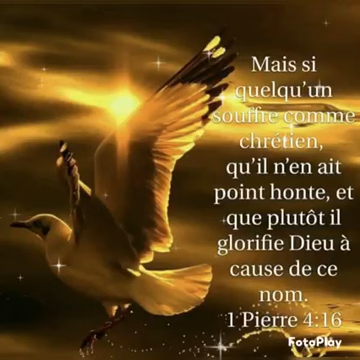 Mais si
quelqu'un
souffre comme
chrétien,
qu'il n'en ait
point honte, et
que plutôt il
glorifie Dieu à
cause de ce
nom.
1 Pierre 4:16
FotoPlay